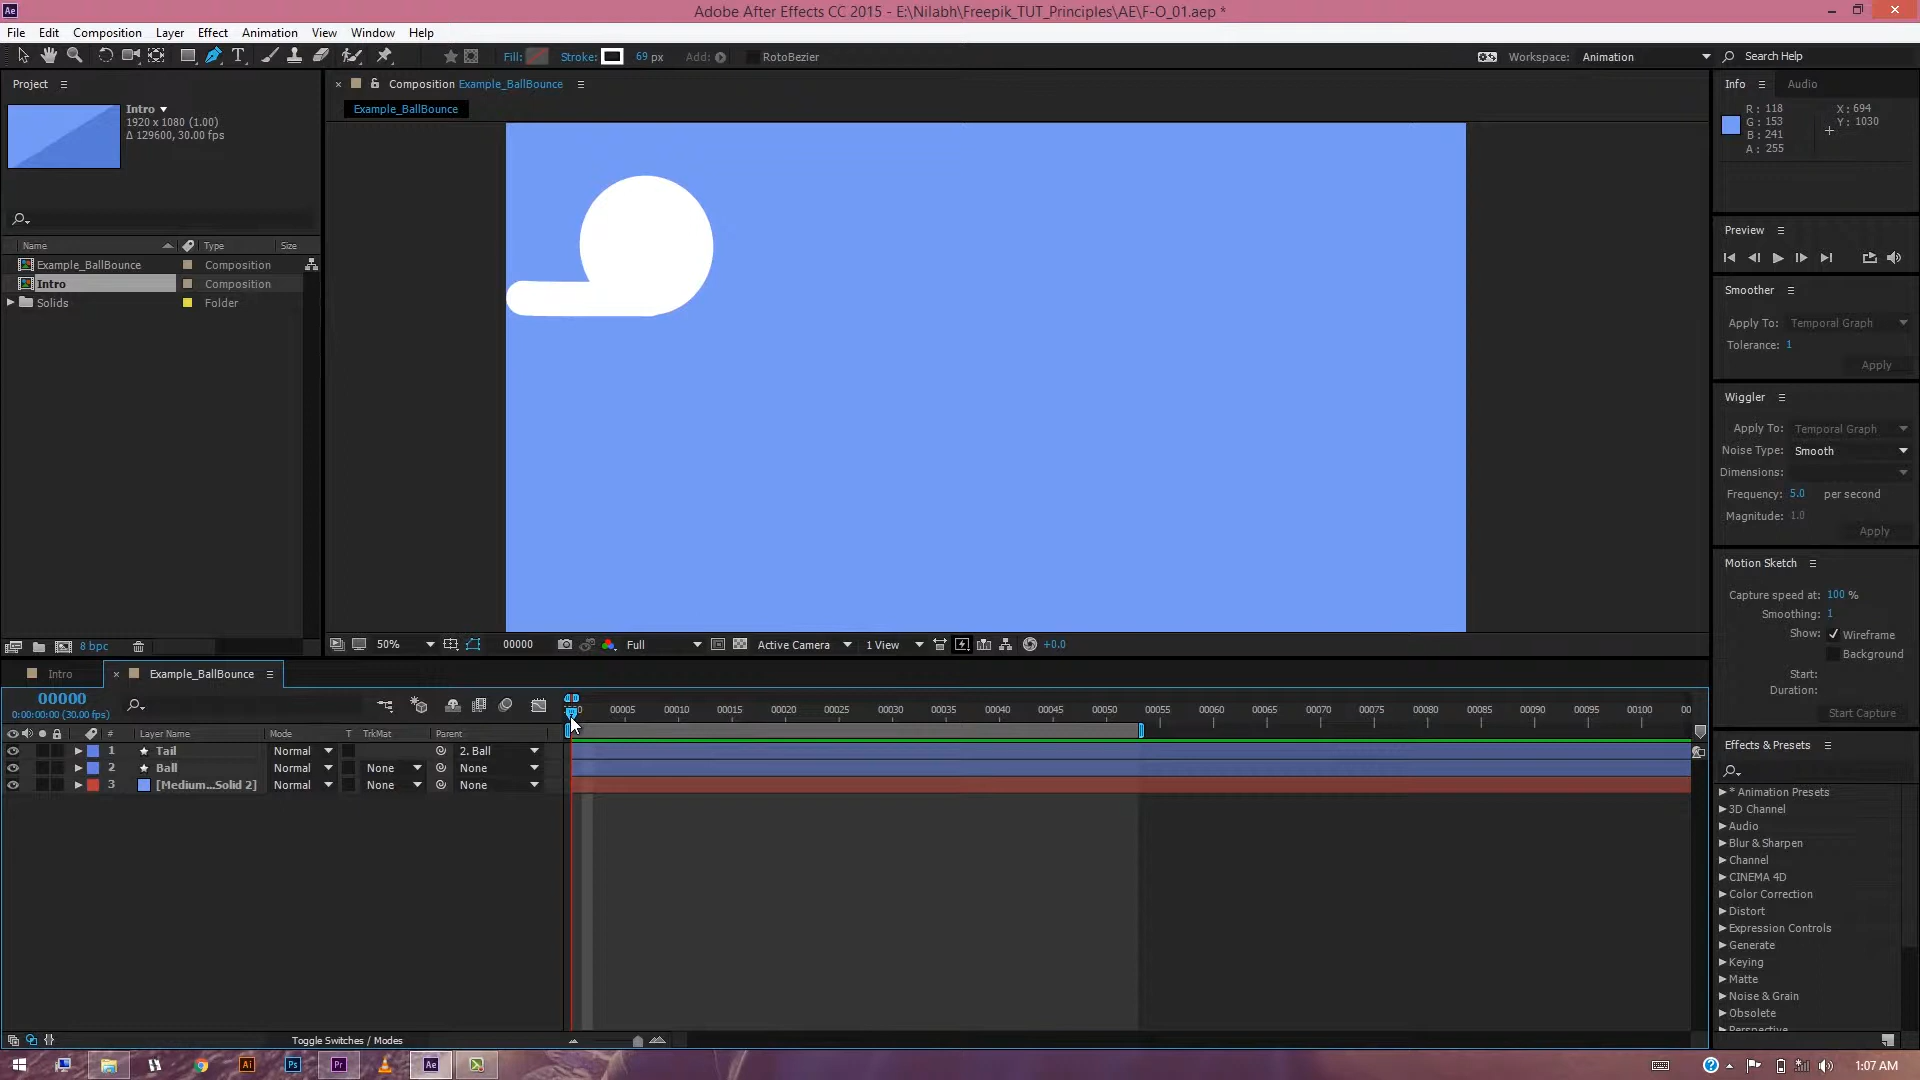 Adobe After Effects CC 2015 - E:\Nilabh\Freepik_TUT_Principles\AE\F-O_01.aep *
File Edit Composition Layer Effect Animation View Window Help
Fill: Stroke: 69 px Add: RotoBezier Workspace: Animation Search Help
Project
Intro
1920 x 1080 (1.00)
Δ 129600, 30.00 fps
Name Type Size
Example_BallBounce Composition
Intro Composition
Solids Folder
8 bpc
Composition Example_BallBounce
Example_BallBounce
50% 00000 Full Active Camera 1 View +0.0
Info Audio
R: 118 X: 694
G: 153 Y: 1030
B: 241
A: 255
Preview
Smoother
Apply To: Temporal Graph
Tolerance: 1
Apply
Wiggler
Apply To: Temporal Graph
Noise Type: Smooth
Dimensions:
Frequency: 5.0 per second
Magnitude: 1.0
Apply
Motion Sketch
Capture speed at: 100 %
Smoothing: 1
Show: Wireframe
Background
Start:
Duration:
Start Capture
Effects & Presets
* Animation Presets
3D Channel
Audio
Blur & Sharpen
Channel
CINEMA 4D
Color Correction
Distort
Expression Controls
Generate
Keying
Matte
Noise & Grain
Obsolete
Perspective
Intro Example_BallBounce
00000
0:00:00:00 (30.00 fps)
00005 00010 00015 00020 00025 00030 00035 00040 00045 00050 00055 00060 00065 00070 00075 00080 00085 00090 00095 00100 00
# Layer Name Mode T TrkMat Parent
1 Tail Normal 2. Ball
2 Ball Normal None None
3 [Medium...Solid 2] Normal None None
Toggle Switches / Modes
Ai Ps Pr Ae
1:07 AM